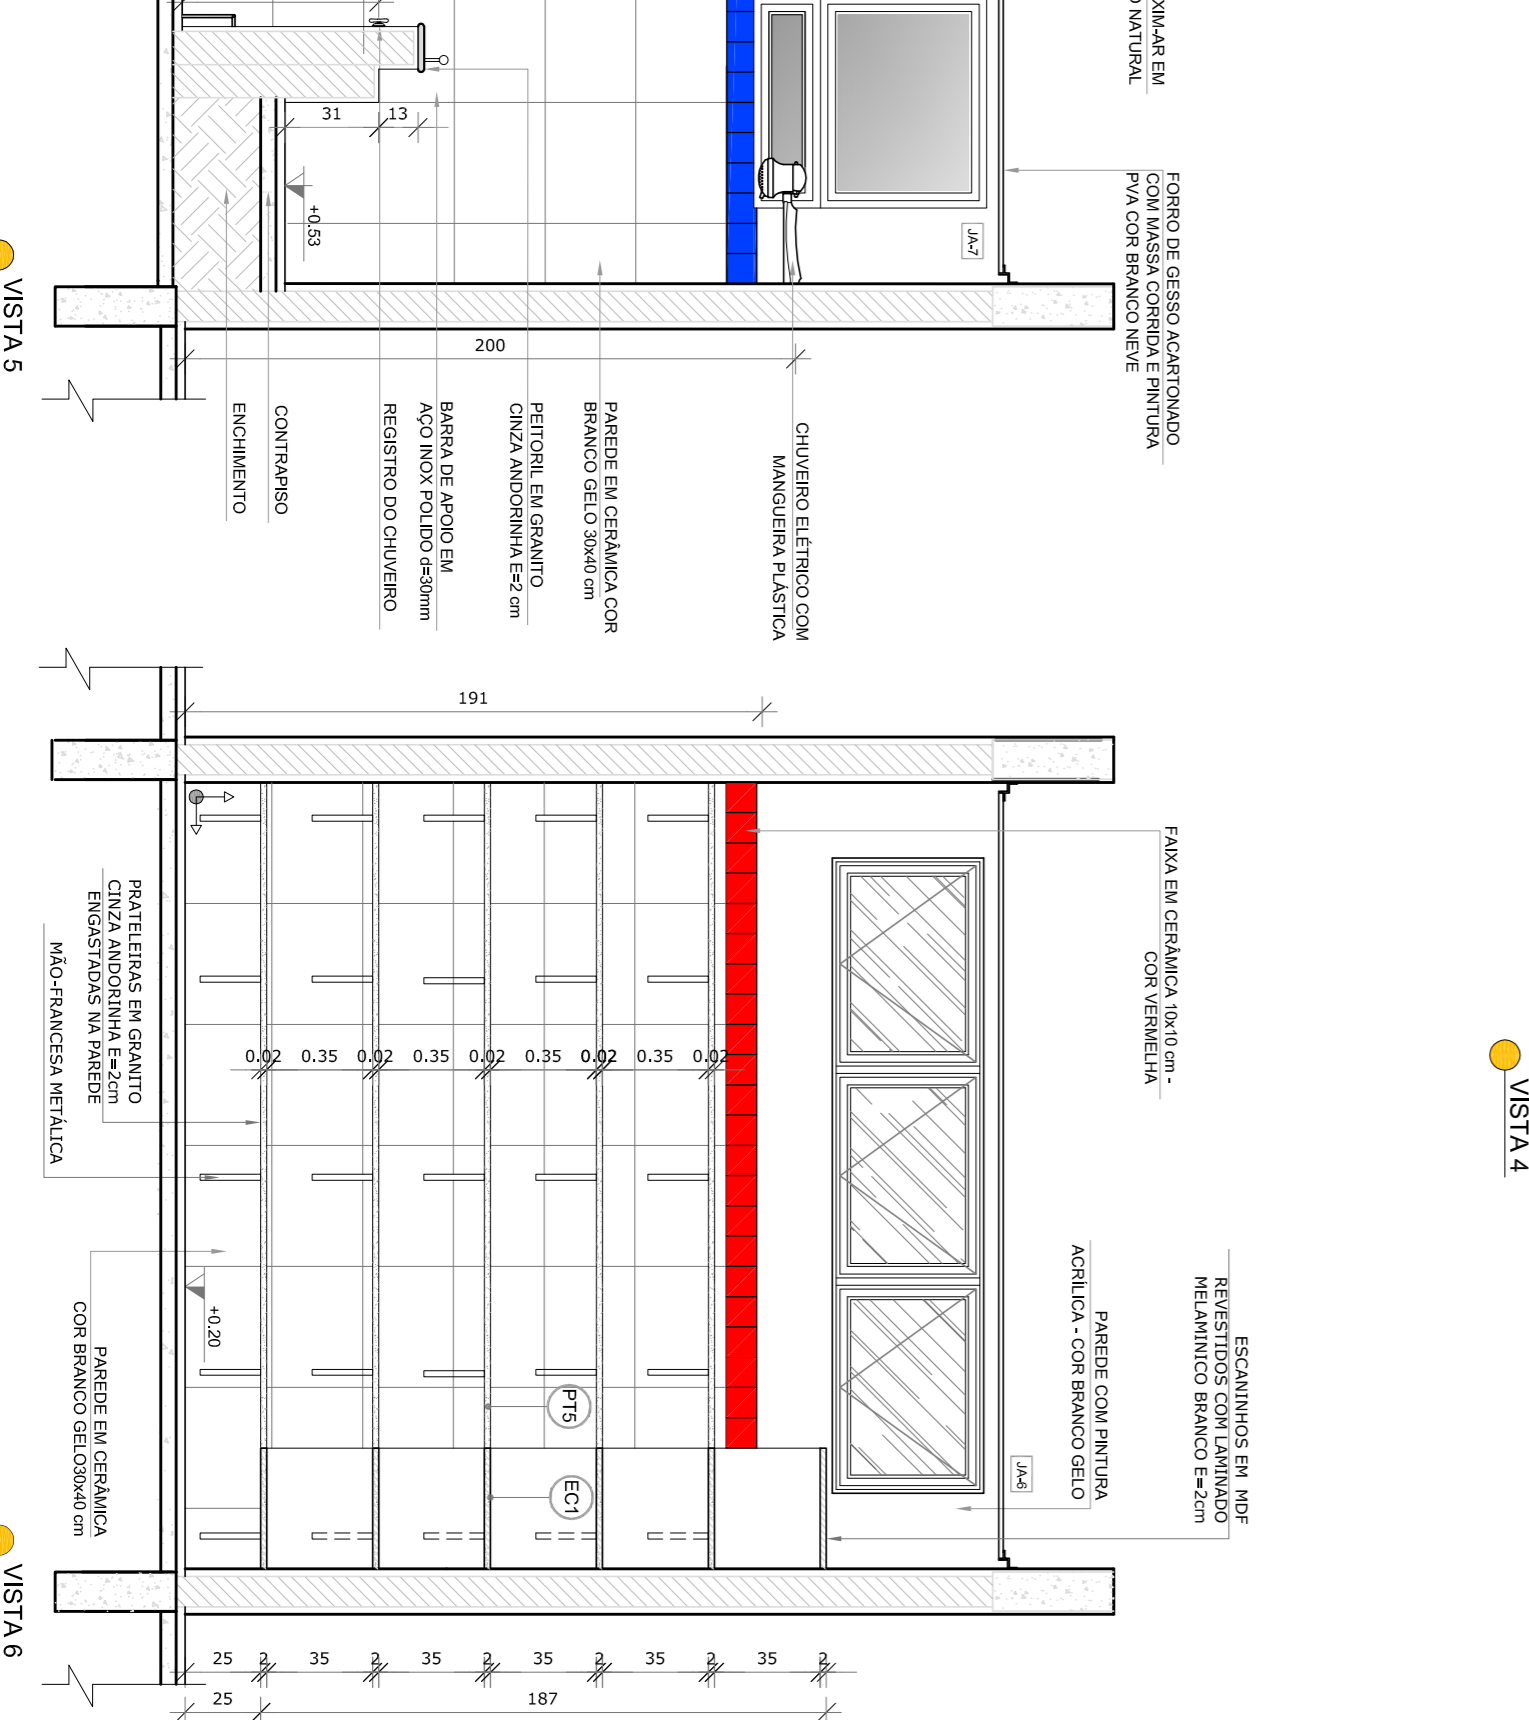 XIM-AR EM
O NATURAL
FORRO DE GESSO ACARTONADO
COM MASSA CORRIDA E PINTURA
PVA COR BRANCO NEVE
JA-7
31
13
+0.53
200
VISTA 5
CHUVEIRO ELÉTRICO COM
MANGUEIRA PLÁSTICA
PAREDE EM CERÂMICA COR
BRANCO GELO 30x40 cm
PEITORIL EM GRANITO
CINZA ANDORINHA E=2 cm
BARRA DE APOIO EM
AÇO INOX POLIDO d=30mm
REGISTRO DO CHUVEIRO
CONTRAPISO
ENCHIMENTO
VISTA 4
191
FAIXA EM CERÂMICA 10x10 cm -
COR VERMELHA
ESCANINHOS EM MDF
REVESTIDOS COM LAMINADO
MELAMINICO BRANCO E=2cm
PAREDE COM PINTURA
ACRÍLICA - COR BRANCO GELO
JA-6
0.02 0.35 0.02 0.35 0.02 0.35 0.02 0.35 0.02
PT5
EC1
+0.20
PRATELEIRAS EM GRANITO
CINZA ANDORINHA E=2cm
ENGASTADAS NA PAREDE
MÃO-FRANCESA METÁLICA
PAREDE EM CERÂMICA
COR BRANCO GELO30x40 cm
25 2 35 2 35 2 35 2 35 2 35 2
25 187
VISTA 6